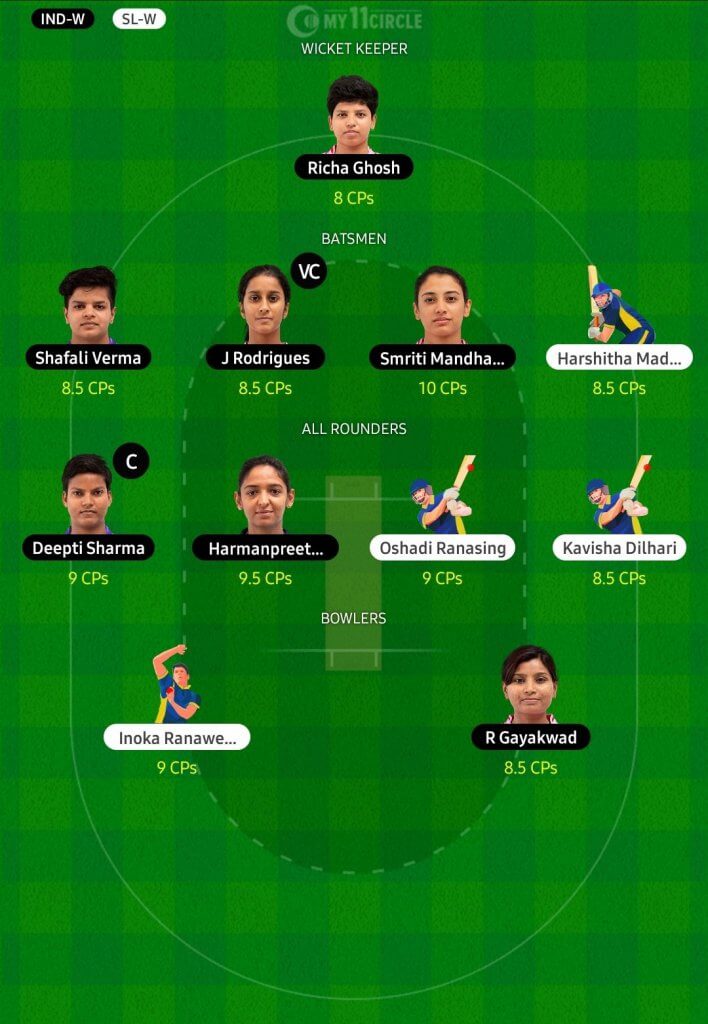 IND-W SL-W
MY11CIRCLE
WICKET KEEPER
Richa Ghosh
8 CPs
BATSMEN
VC
Shafali Verma J Rodrigues Smriti Mandha... Harshitha Mad...
8.5 CPs 8.5 CPs 10 CPs 8.5 CPs
ALL ROUNDERS
C
Deepti Sharma Harmanpreet... Oshadi Ranasing Kavisha Dilhari
9 CPs 9.5 CPs 9 CPs 8.5 CPs
BOWLERS
Inoka Ranawe... R Gayakwad
9 CPs 8.5 CPs